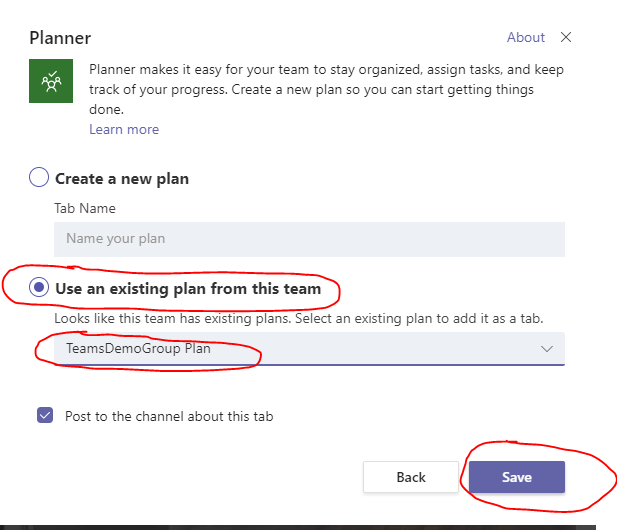 Planner
About
Planner makes it easy for your team to stay organized, assign tasks, and keep
track of your progress. Create a new plan so you can start getting things
done.
Learn more
Create a new plan
Tab Name
Name your plan
Use an existing plan from this team
Looks like this team has existing plans. Select an existing plan to add it as a tab.
TeamsDemoGroup Plan
Post to the channel about this tab
Back
Save